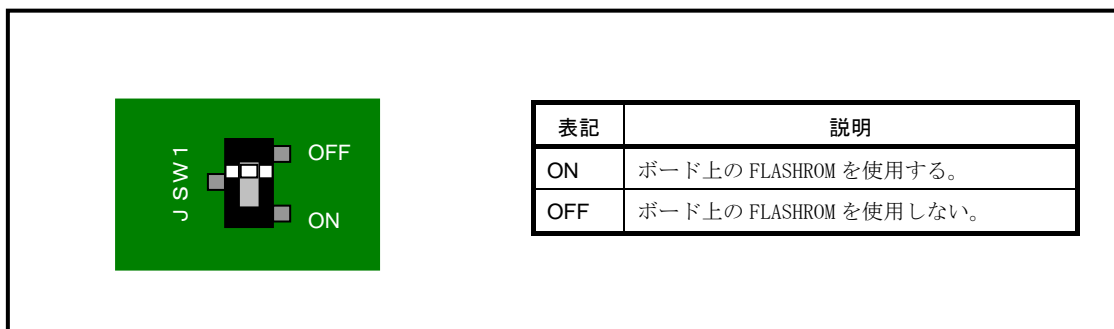 JSW1
OFF
ON
表記 説明
ON ボード上の FLASHROM を使用する。
OFF ボード上の FLASHROM を使用しない。